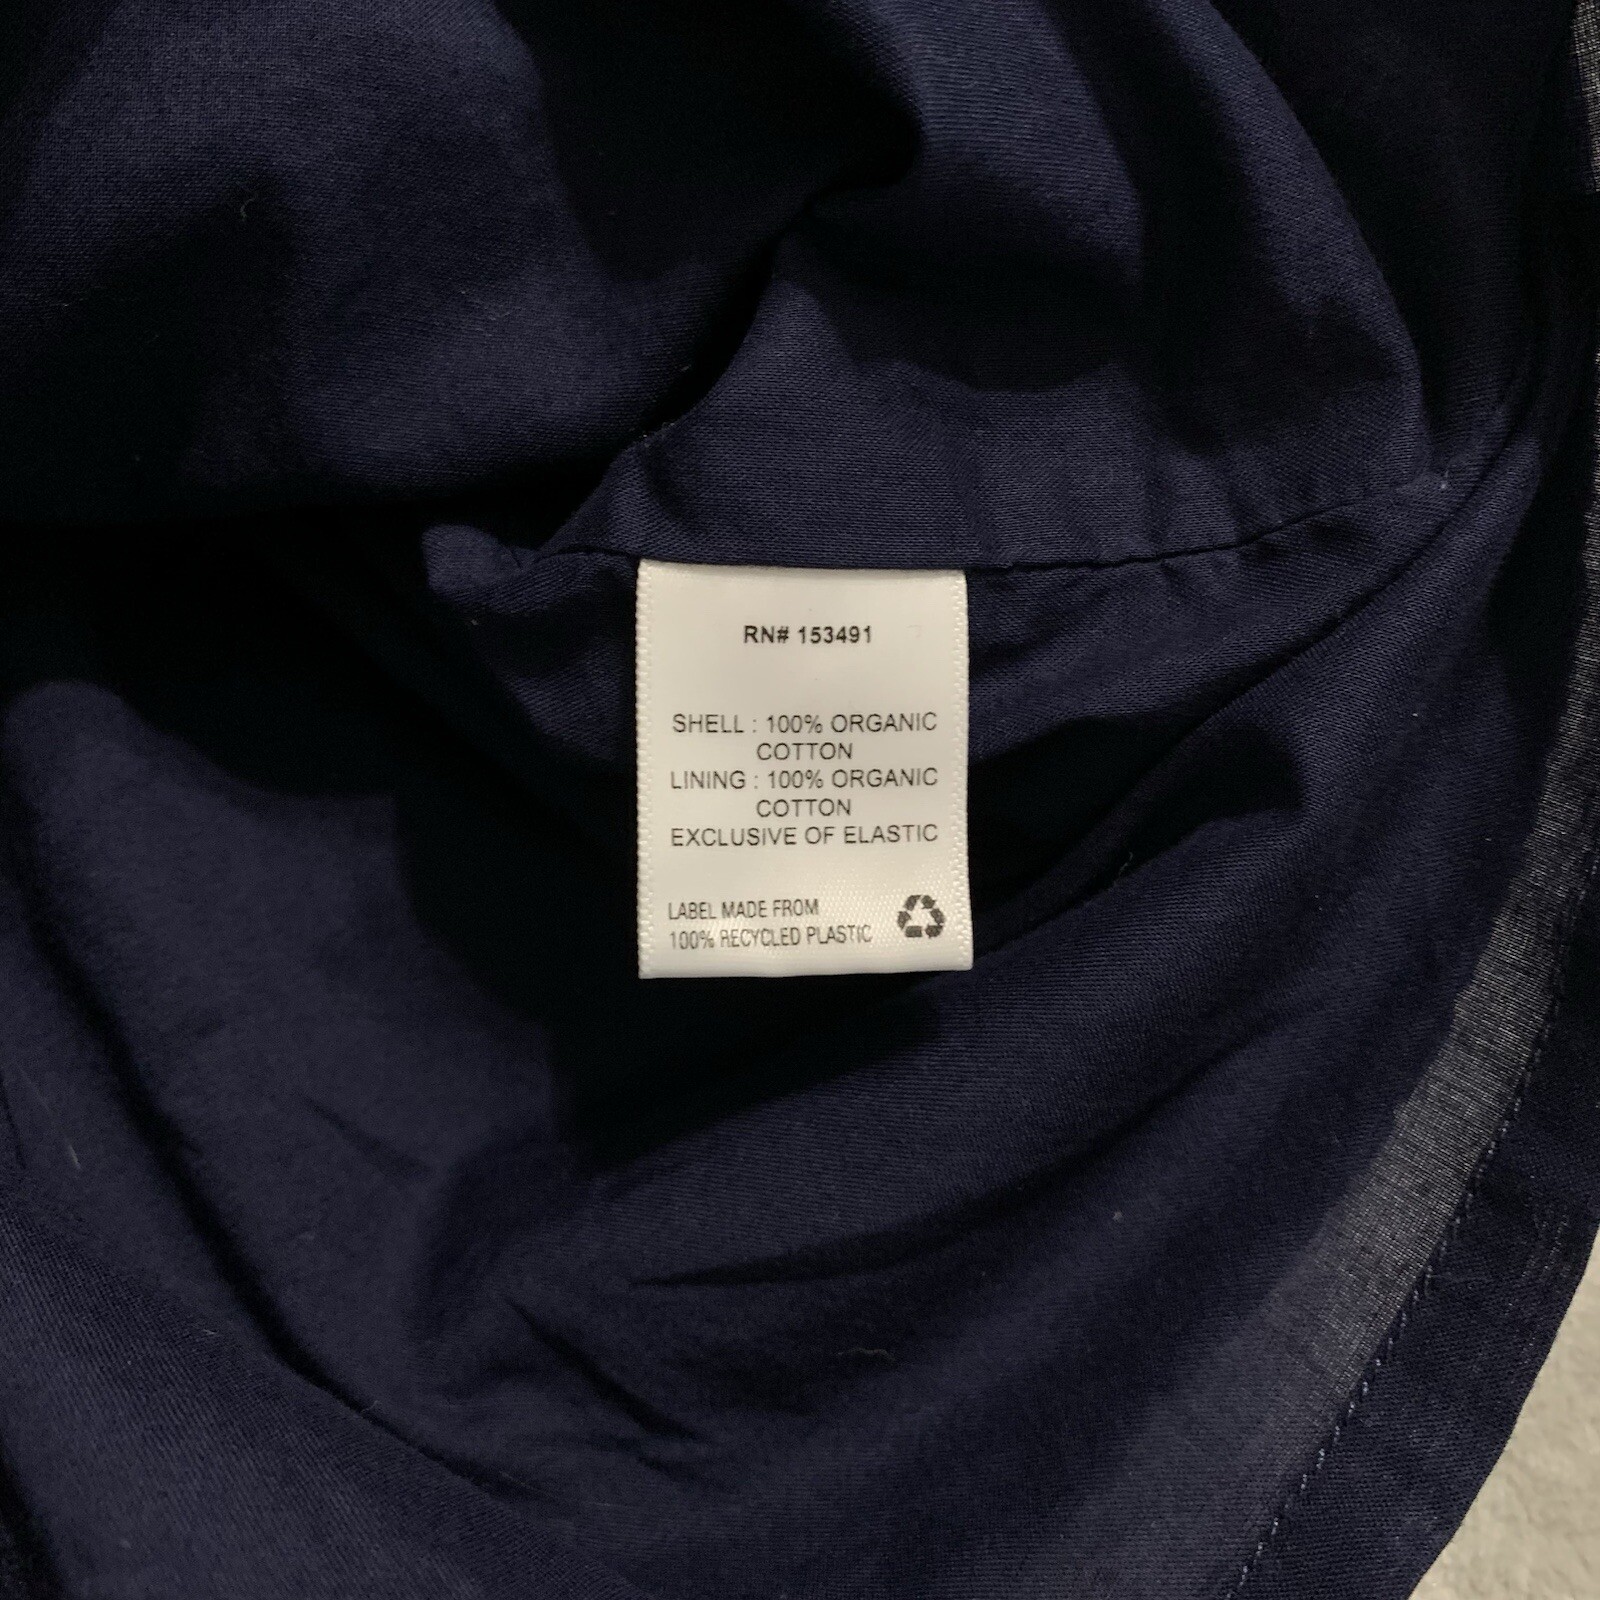 RN# 153491
SHELL : 100% ORGANIC
COTTON
LINING : 100% ORGANIC
COTTON
EXCLUSIVE OF ELASTIC
LABEL MADE FROM
100% RECYCLED PLASTIC